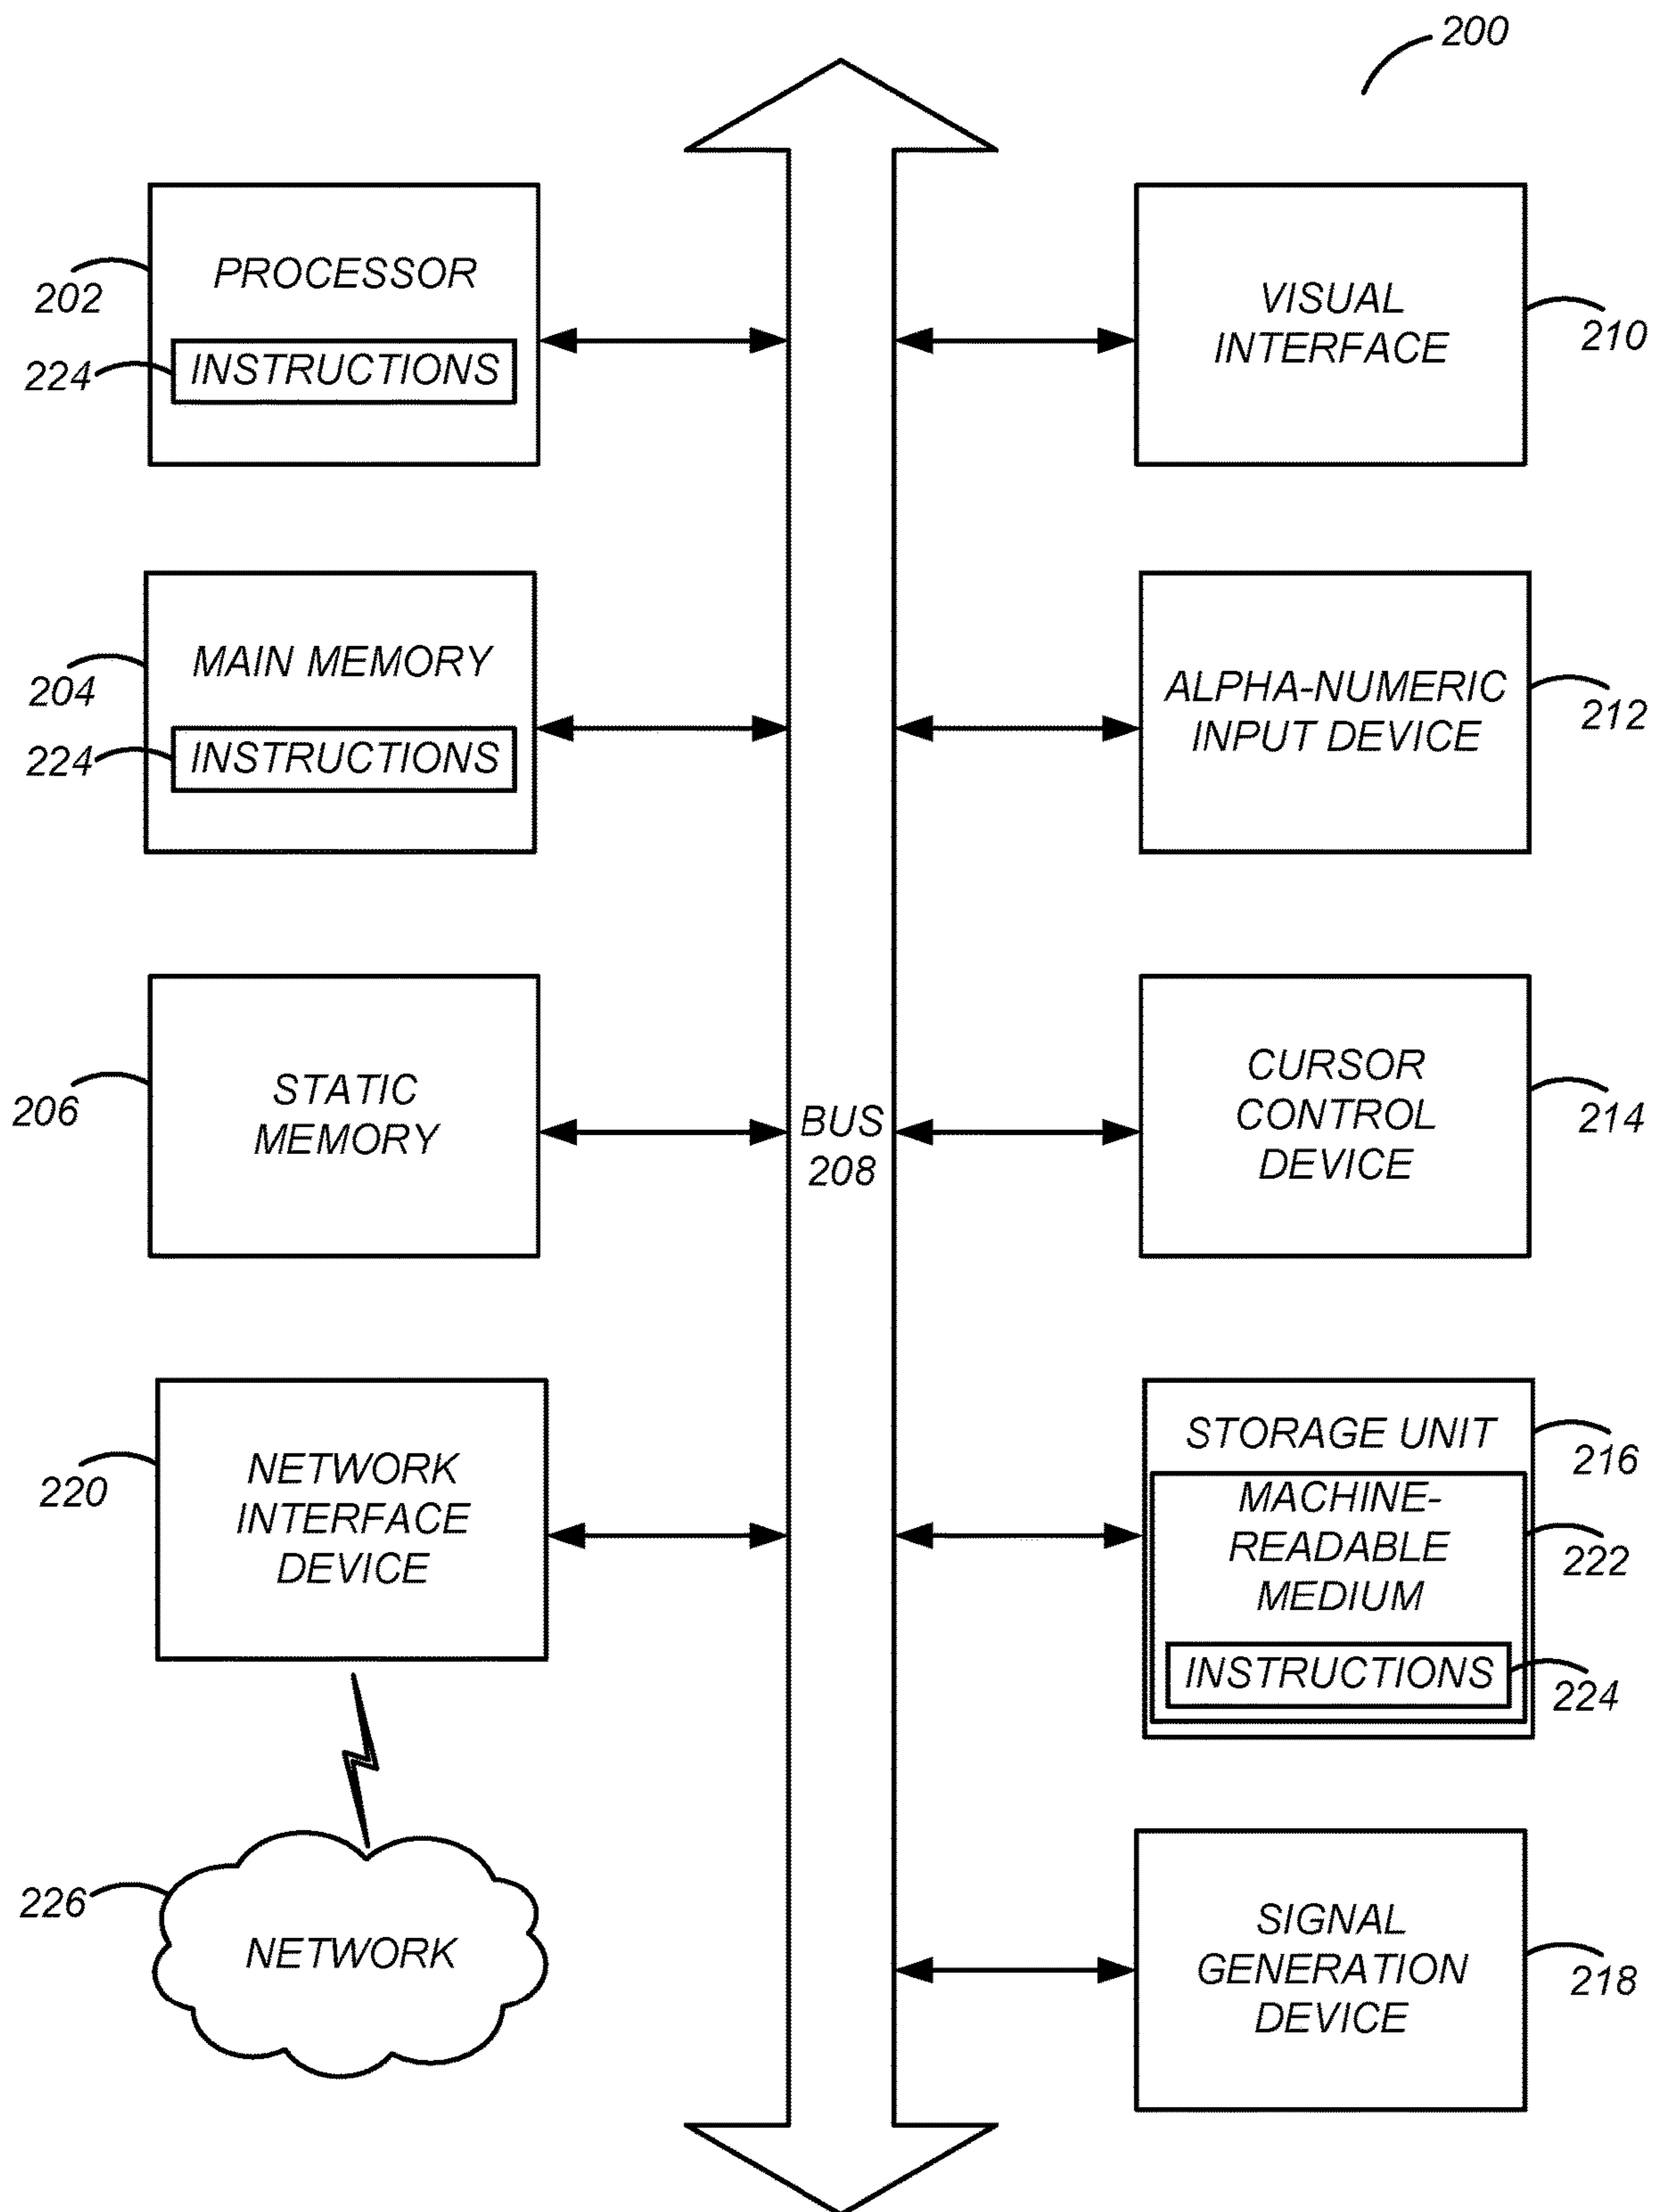 200
PROCESSOR
202
INSTRUCTIONS
224
VISUAL
INTERFACE
210
MAIN MEMORY
204
INSTRUCTIONS
224
ALPHA-NUMERIC
INPUT DEVICE
212
STATIC
MEMORY
206
BUS
208
CURSOR
CONTROL
DEVICE
214
NETWORK
INTERFACE
DEVICE
220
STORAGE UNIT
216
MACHINE-
READABLE
MEDIUM
222
INSTRUCTIONS
224
NETWORK
226
SIGNAL
GENERATION
DEVICE
218